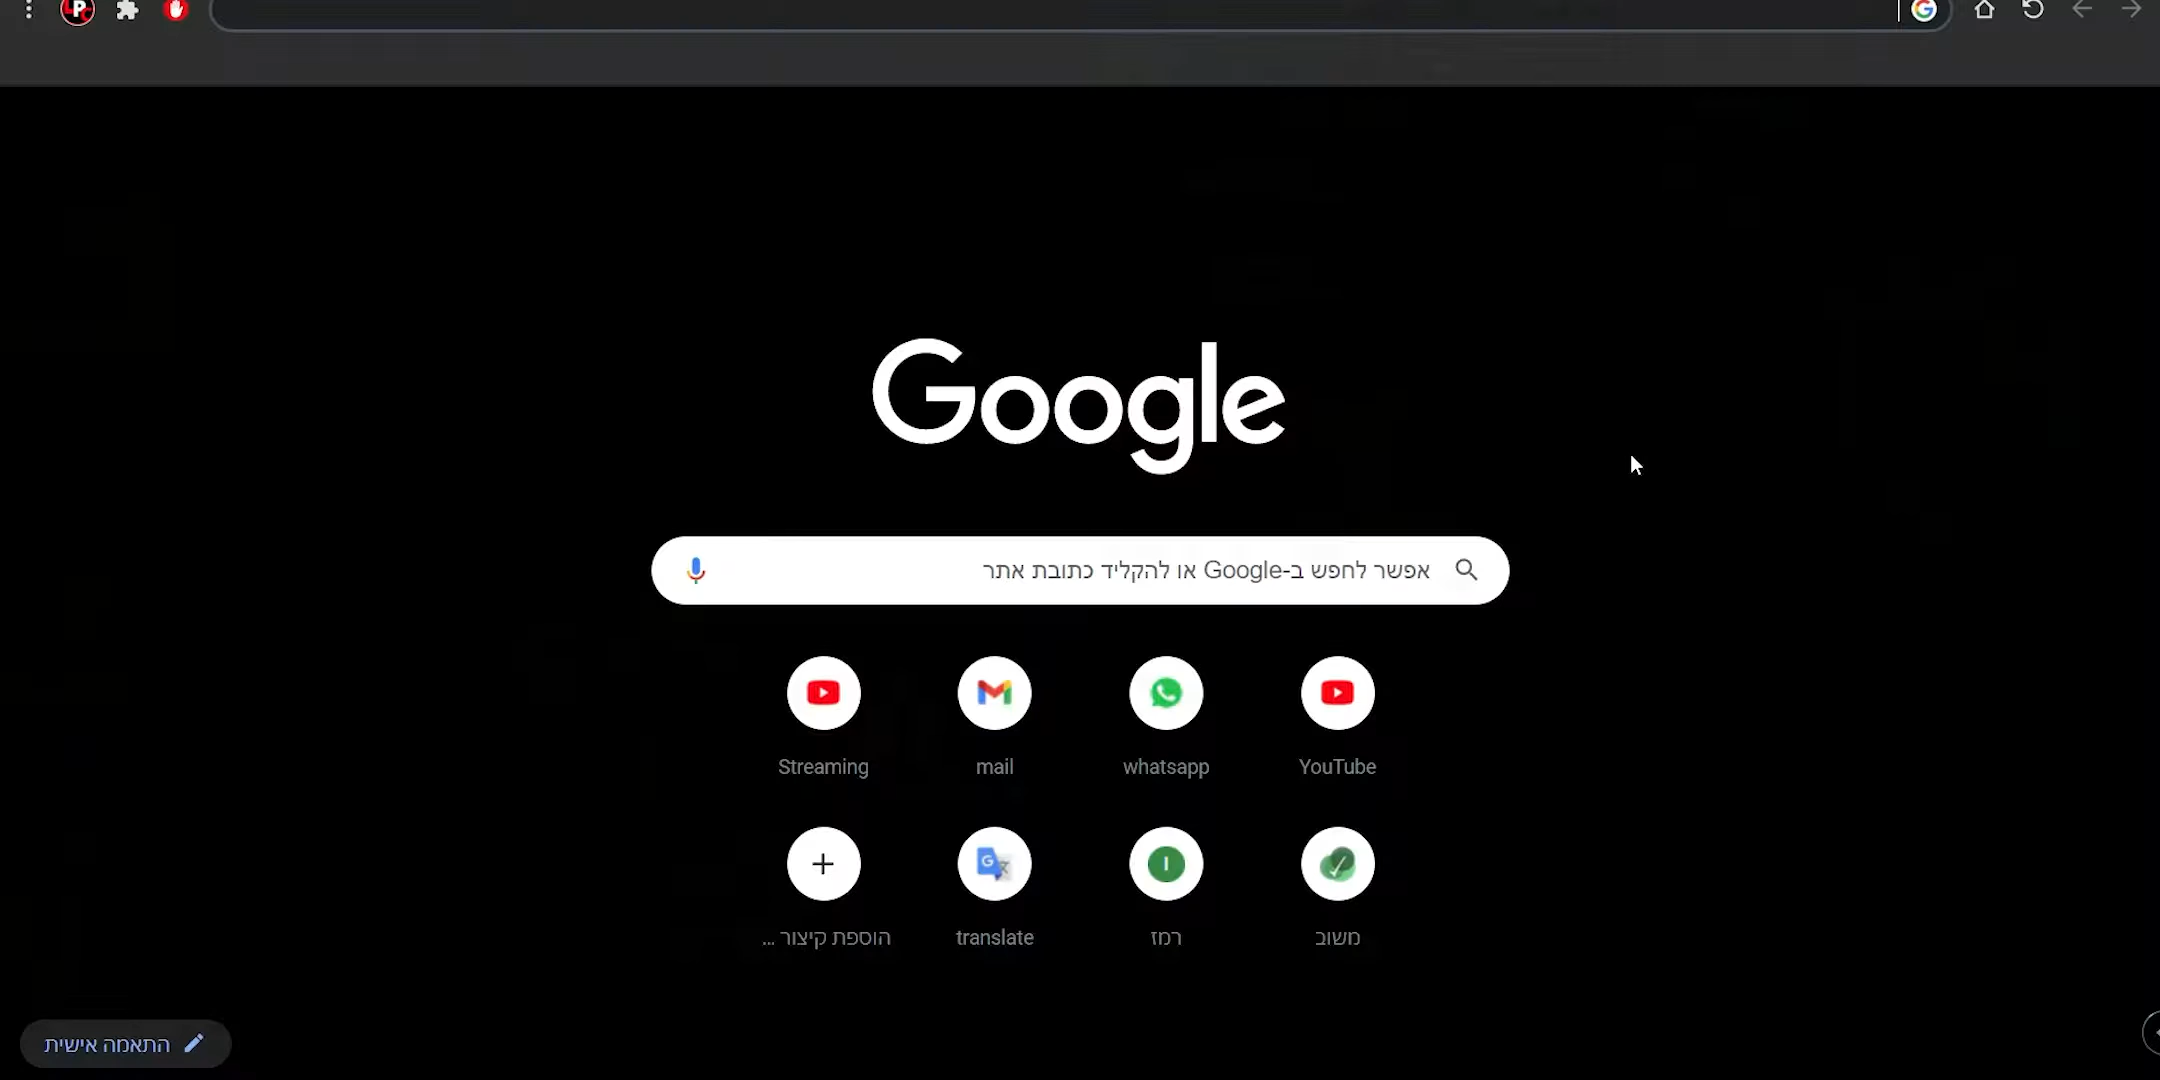 Google
אפשר לחפש ב-Google או להקליד כתובת אתר
YouTube
whatsapp
mail
Streaming
משוב
רמז
translate
הוספת קיצור ...
התאמה אישית